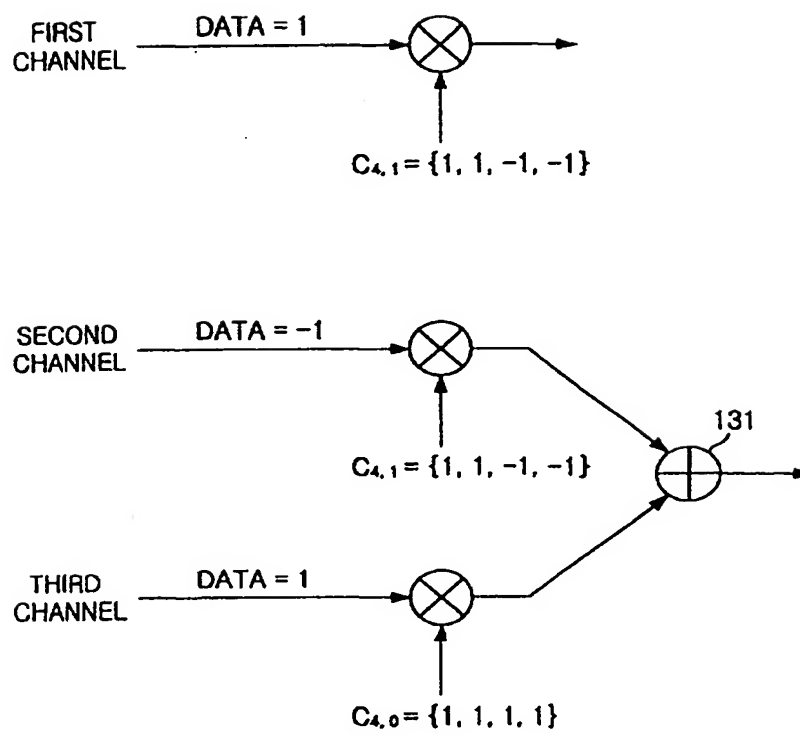 FIRST
CHANNEL
DATA = 1
C4, 1 = {1, 1, -1, -1}
SECOND
CHANNEL
DATA = -1
131
C4, 1 = {1, 1, -1, -1}
THIRD
CHANNEL
DATA = 1
C4, 0 = {1, 1, 1, 1}